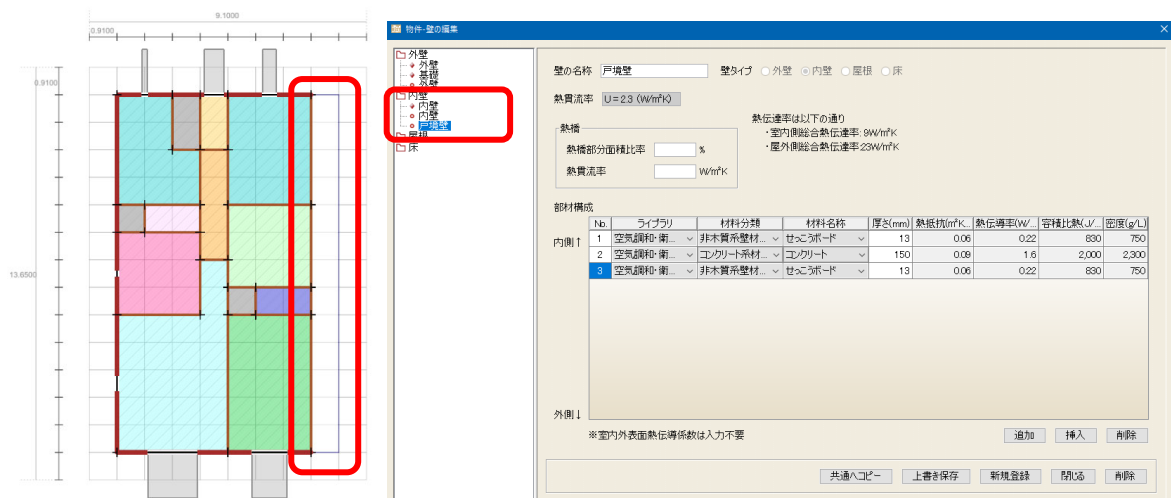 9.1000
0.9100
0.9100
13.6500
物件-壁の編集
外壁
外壁
基礎
外壁
内壁
内壁
内壁
戸境壁
屋根
床
壁の名称 戸境壁 壁タイプ 外壁 内壁 屋根 床
熱貫流率 U=2.3 (W/m²K)
熱橋
熱橋部分面積比率 %
熱貫流率 W/m²K
熱伝達率は以下の通り
・室内側総合熱伝達率: 9W/m²K
・屋外側総合熱伝達率:23W/m²K
部材構成
No. ライブラリ 材料分類 材料名称 厚さ(mm) 熱抵抗(m²K... 熱伝導率(W/... 容積比熱(J/... 密度(g/L)
内側↑ 1 空気調和・衛... 非木質系壁材... せっこうボード 13 0.06 0.22 830 750
2 空気調和・衛... コンクリート系材... コンクリート 150 0.09 1.6 2,000 2,300
3 空気調和・衛... 非木質系壁材... せっこうボード 13 0.06 0.22 830 750
外側↓
※室内外表面熱伝導係数は入力不要
追加 挿入 削除
共通へコピー 上書き保存 新規登録 閉じる 削除